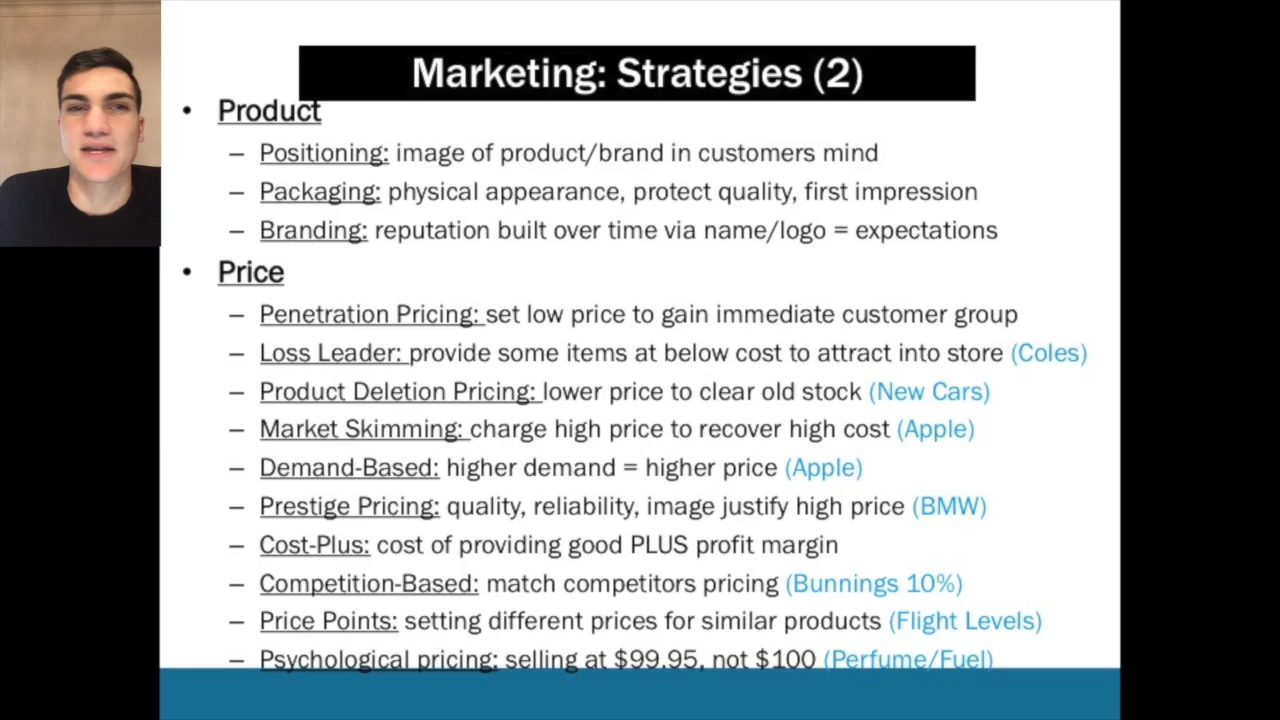 Marketing: Strategies (2)
• Product
– Positioning: image of product/brand in customers mind
– Packaging: physical appearance, protect quality, first impression
– Branding: reputation built over time via name/logo = expectations
• Price
– Penetration Pricing: set low price to gain immediate customer group
– Loss Leader: provide some items at below cost to attract into store (Coles)
– Product Deletion Pricing: lower price to clear old stock (New Cars)
– Market Skimming: charge high price to recover high cost (Apple)
– Demand-Based: higher demand = higher price (Apple)
– Prestige Pricing: quality, reliability, image justify high price (BMW)
– Cost-Plus: cost of providing good PLUS profit margin
– Competition-Based: match competitors pricing (Bunnings 10%)
– Price Points: setting different prices for similar products (Flight Levels)
– Psychological pricing: selling at $99.95, not $100 (Perfume/Fuel)